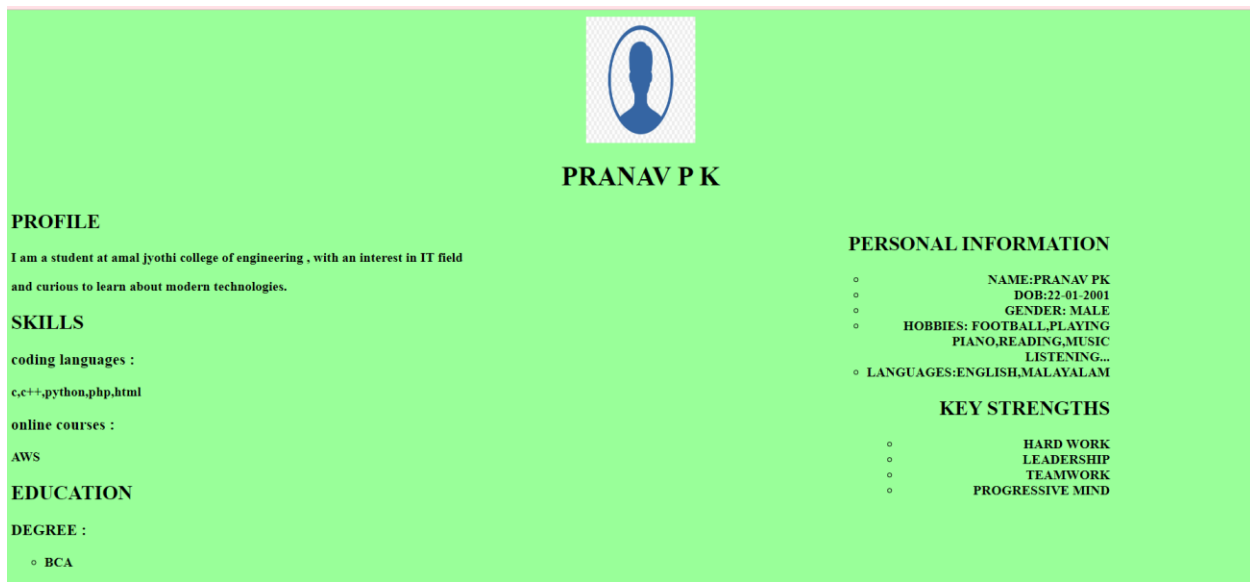 PRANAV P K
PROFILE
I am a student at amal jyothi college of engineering , with an interest in IT field
and curious to learn about modern technologies.
SKILLS
coding languages :
c,c++,python,php,html
online courses :
AWS
EDUCATION
DEGREE :
BCA
PERSONAL INFORMATION
NAME:PRANAV PK
DOB:22-01-2001
GENDER: MALE
HOBBIES: FOOTBALL,PLAYING
PIANO,READING,MUSIC
LISTENING...
LANGUAGES:ENGLISH,MALAYALAM
KEY STRENGTHS
HARD WORK
LEADERSHIP
TEAMWORK
PROGRESSIVE MIND